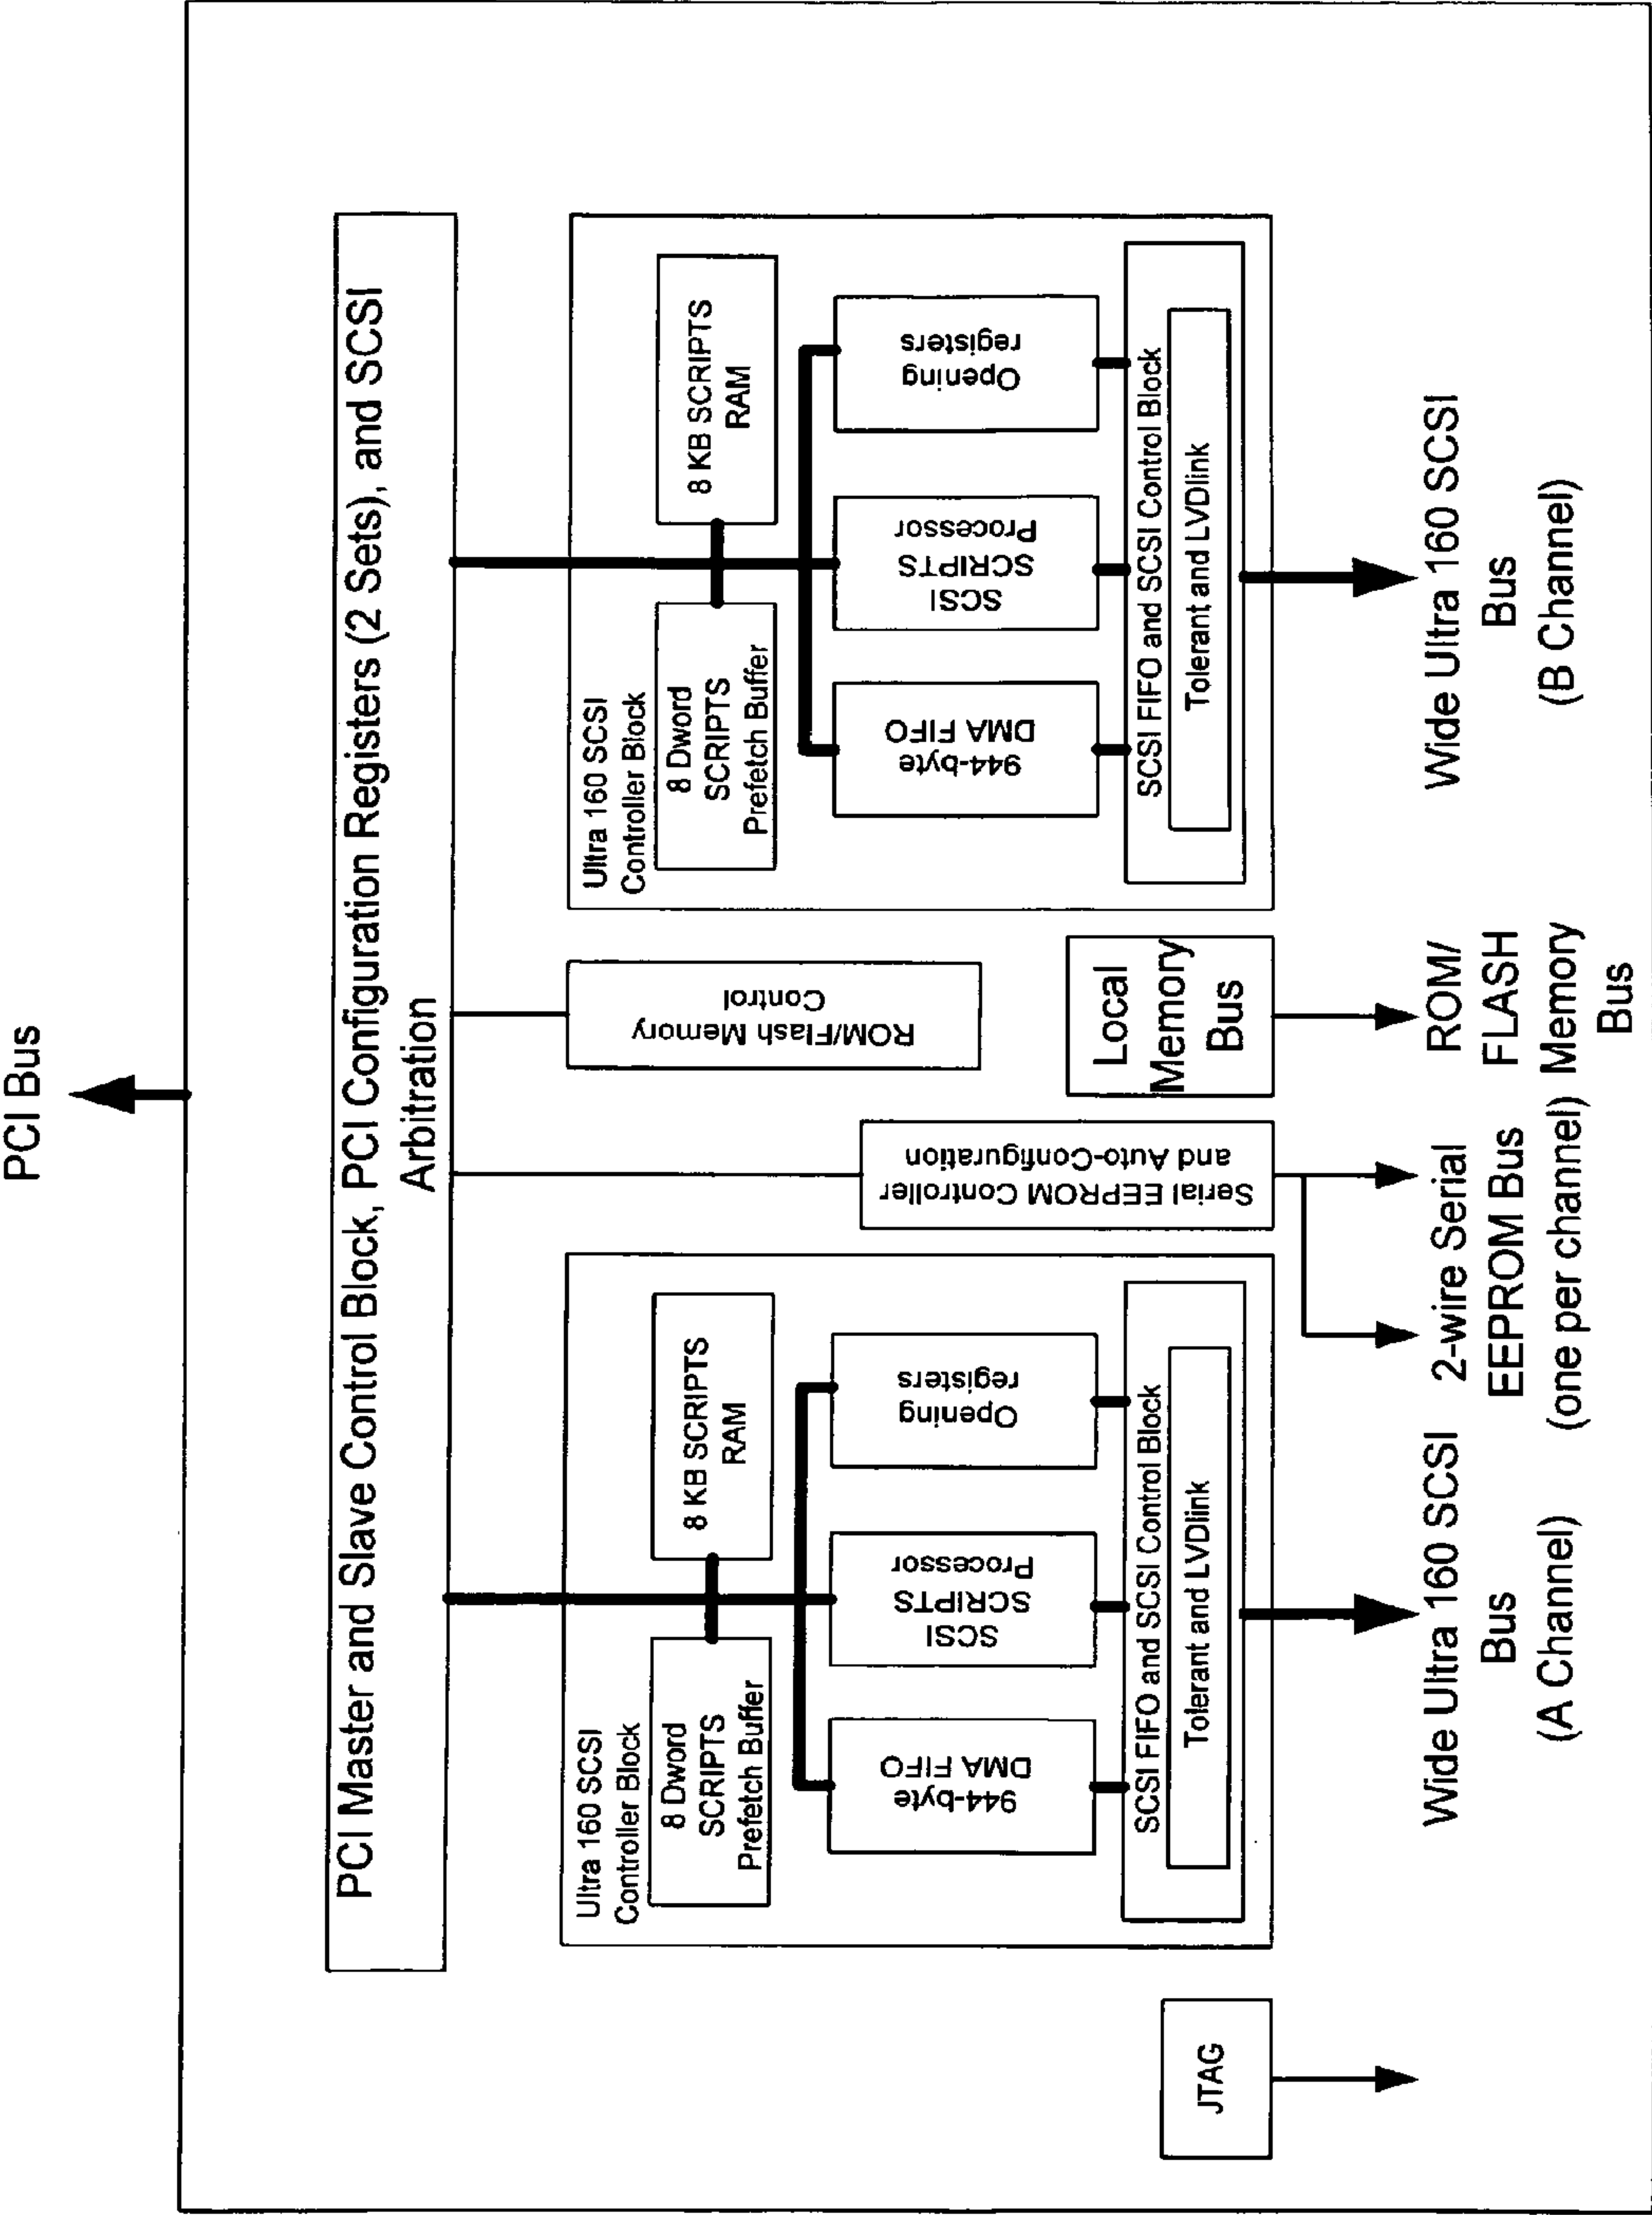 PCI Bus
PCI Master and Slave Control Block, PCI Configuration Registers (2 Sets), and SCSI
Arbitration
Ultra 160 SCSI
Controller Block
8 Dword
SCRIPTS
Prefetch Buffer
8 KB SCRIPTS
RAM
944-byte
DMA FIFO
SCSI
SCRIPTS
Processor
Opening
registers
SCSI FIFO and SCSI Control Block
Tolerant and LVDlink
Serial EEPROM Controller
and Auto-Configuration
ROM/Flash Memory
Control
Local
Memory
Bus
Ultra 160 SCSI
Controller Block
8 Dword
SCRIPTS
Prefetch Buffer
8 KB SCRIPTS
RAM
944-byte
DMA FIFO
SCSI
SCRIPTS
Processor
Opening
registers
SCSI FIFO and SCSI Control Block
Tolerant and LVDlink
JTAG
Wide Ultra 160 SCSI
Bus
(A Channel)
2-wire Serial
EEPROM Bus
(one per channel)
ROM/
FLASH
Memory
Bus
Wide Ultra 160 SCSI
Bus
(B Channel)